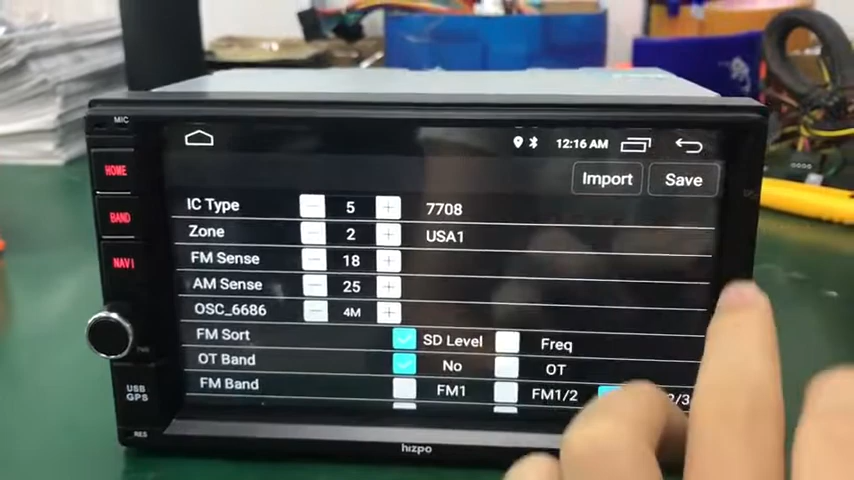 MIC
12:16 AM
HOME
Import
Save
IC Type
5
7708
BAND
Zone
2
USA1
NAVI
FM Sense
18
AM Sense
25
OSC_6686
4M
FM Sort
SD Level
Freq
OT Band
No
OT
USB
GPS
FM Band
FM1
FM1/2
2/3
RES
hizpo